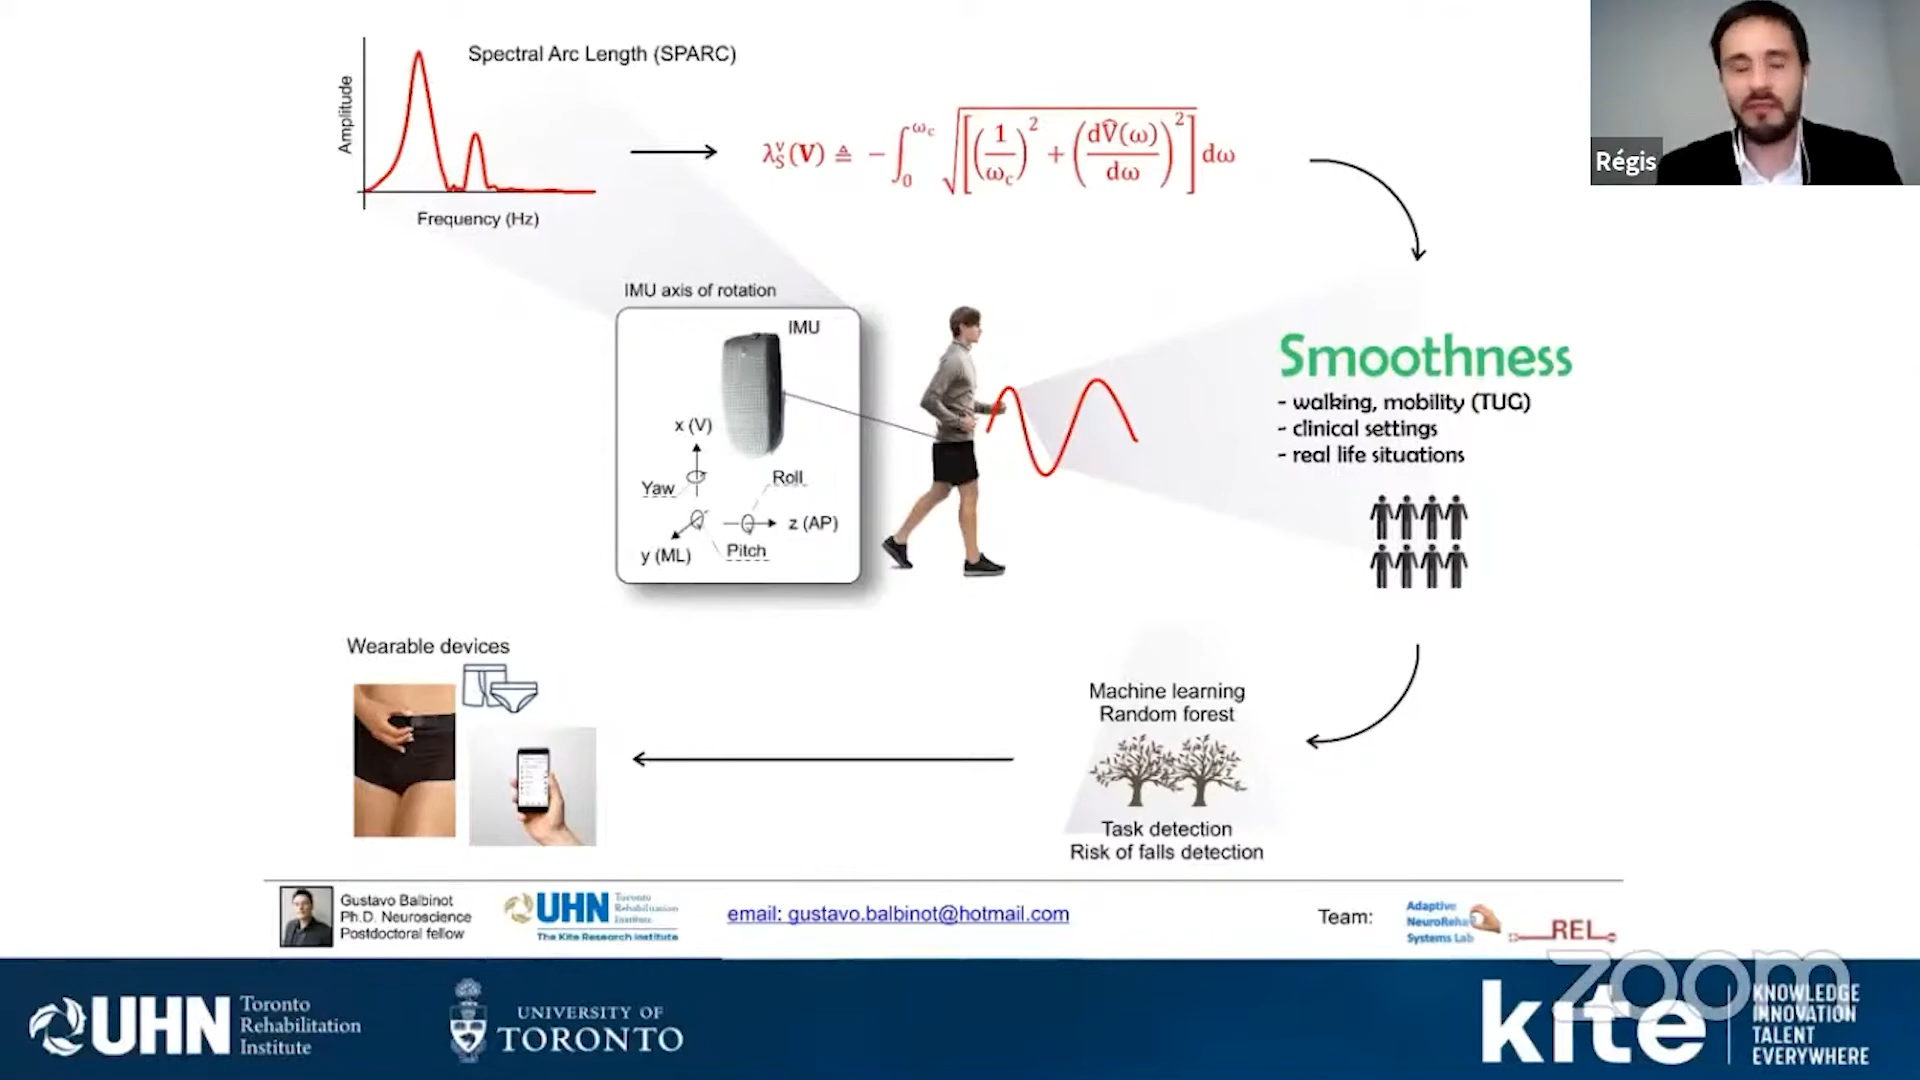 Spectral Arc Length (SPARC)
Amplitude
Frequency (Hz)
λ_S^v(V) ≜ − ∫_0^{ω_c} √[(1/ω_c)^2 + (dV̂(ω)/dω)^2] dω
Régis
IMU axis of rotation
IMU
x (V)
Yaw
Roll
z (AP)
y (ML)
Pitch
Smoothness
- walking, mobility (TUG)
- clinical settings
- real life situations
Wearable devices
Machine learning
Random forest
Task detection
Risk of falls detection
Gustavo Balbinot
Ph.D. Neuroscience
Postdoctoral fellow
UHN
Toronto
Rehabilitation
Institute
The Kite Research Institute
email: gustavo.balbinot@hotmail.com
Team:
Adaptive
NeuroReha
Systems Lab
REL
zoom
UHN
Toronto
Rehabilitation
Institute
UNIVERSITY OF
TORONTO
kite
KNOWLEDGE
INNOVATION
TALENT
EVERYWHERE